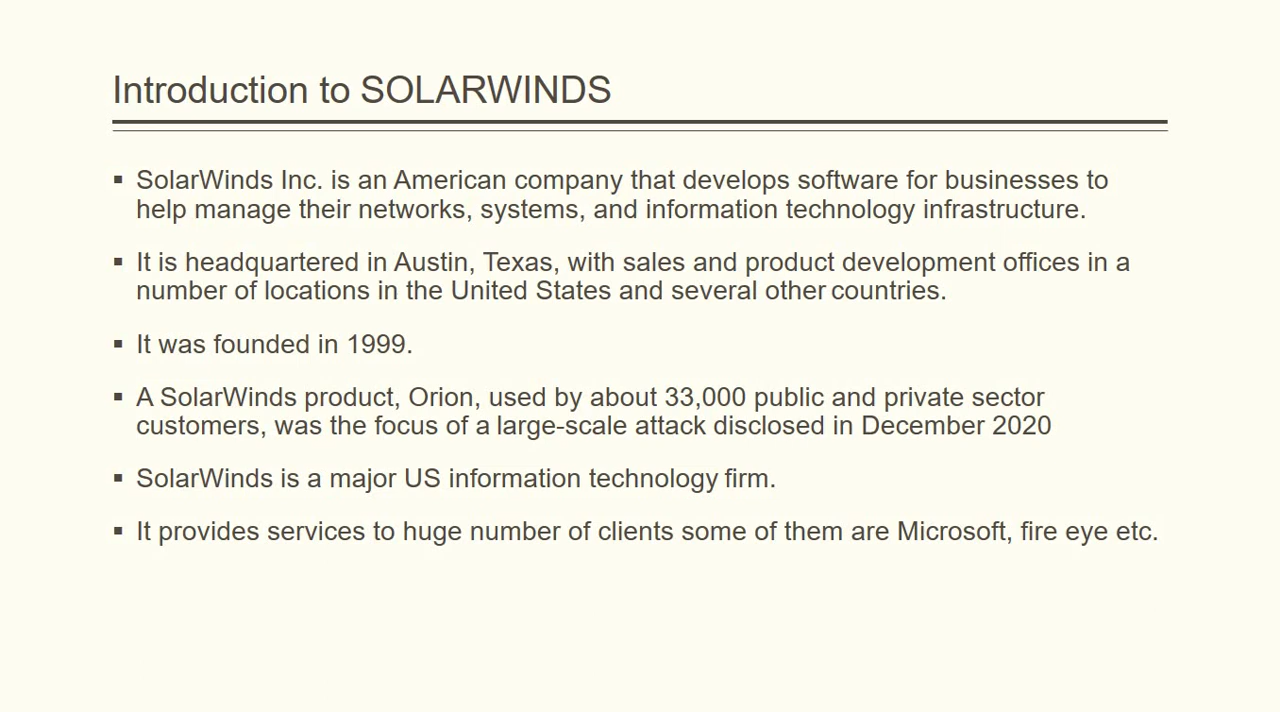 Introduction to SOLARWINDS
▪ SolarWinds Inc. is an American company that develops software for businesses to
help manage their networks, systems, and information technology infrastructure.
▪ It is headquartered in Austin, Texas, with sales and product development offices in a
number of locations in the United States and several other countries.
▪ It was founded in 1999.
▪ A SolarWinds product, Orion, used by about 33,000 public and private sector
customers, was the focus of a large-scale attack disclosed in December 2020
▪ SolarWinds is a major US information technology firm.
▪ It provides services to huge number of clients some of them are Microsoft, fire eye etc.